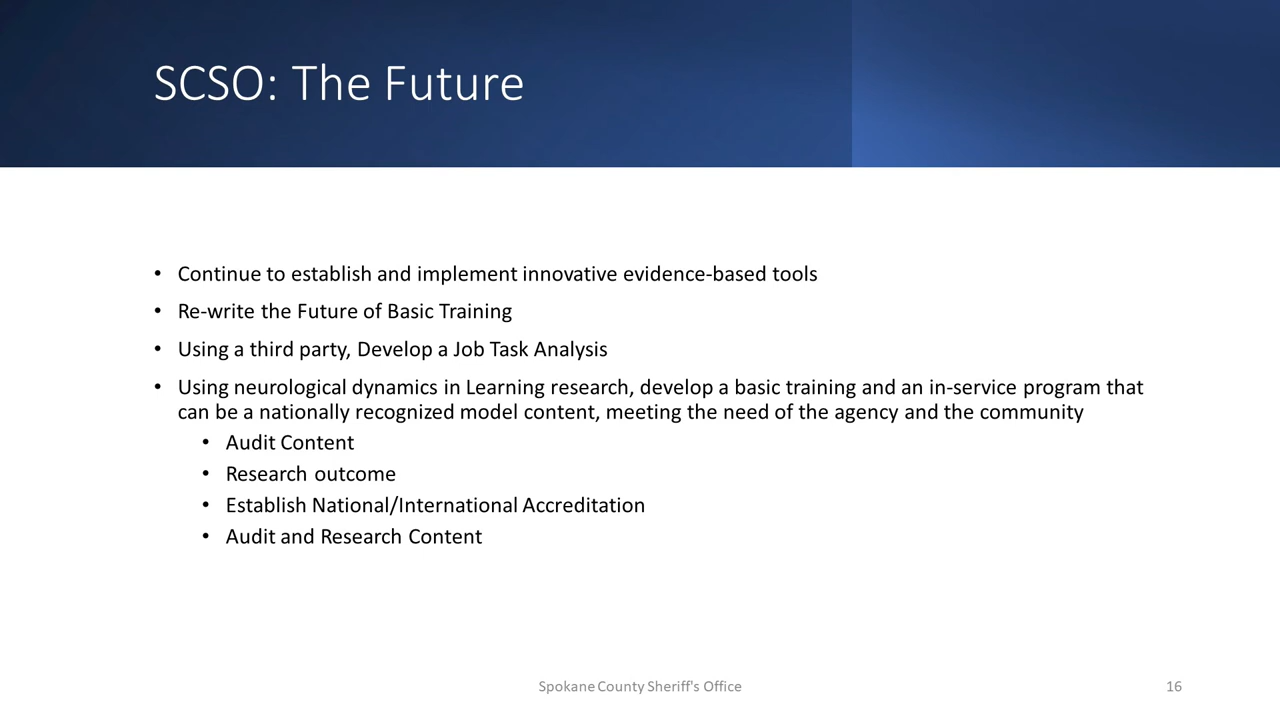 SCSO: The Future
• Continue to establish and implement innovative evidence-based tools
• Re-write the Future of Basic Training
• Using a third party, Develop a Job Task Analysis
• Using neurological dynamics in Learning research, develop a basic training and an in-service program that
can be a nationally recognized model content, meeting the need of the agency and the community
• Audit Content
• Research outcome
• Establish National/International Accreditation
• Audit and Research Content
Spokane County Sheriff's Office
16